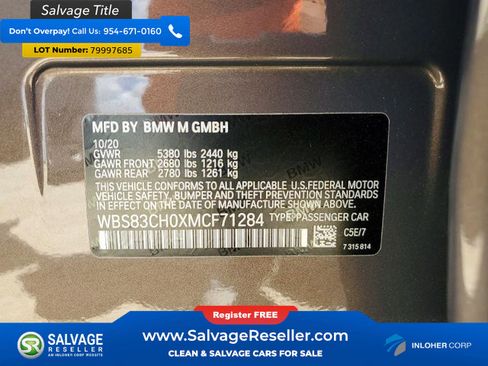 Salvage Title
Don't Overpay! Call Us: 954-671-0160
LOT Number: 79997685
MFD BY BMW M GMBH
10/20
GVWR 5380 lbs 2440 kg
GAWR FRONT 2680 lbs 1216 kg
GAWR REAR 2780 lbs 1261 kg
THIS VEHICLE CONFORMS TO ALL APPLICABLE U.S.FEDERAL MOTOR
VEHICLE SAFETY, BUMPER AND THEFT PREVENTION STANDARDS
IN EFFECT ON THE DATE OF MANUFACTURE SHOWN ABOVE.
WBS83CH0XMCF71284 TYPE: PASSENGER CAR
C5E/7
7 315 814
Register FREE
SALVAGE
RESELLER
AN INLOHER COMPANY WEBSITE
www.SalvageReseller.com
CLEAN & SALVAGE CARS FOR SALE
INLOHER CORP.